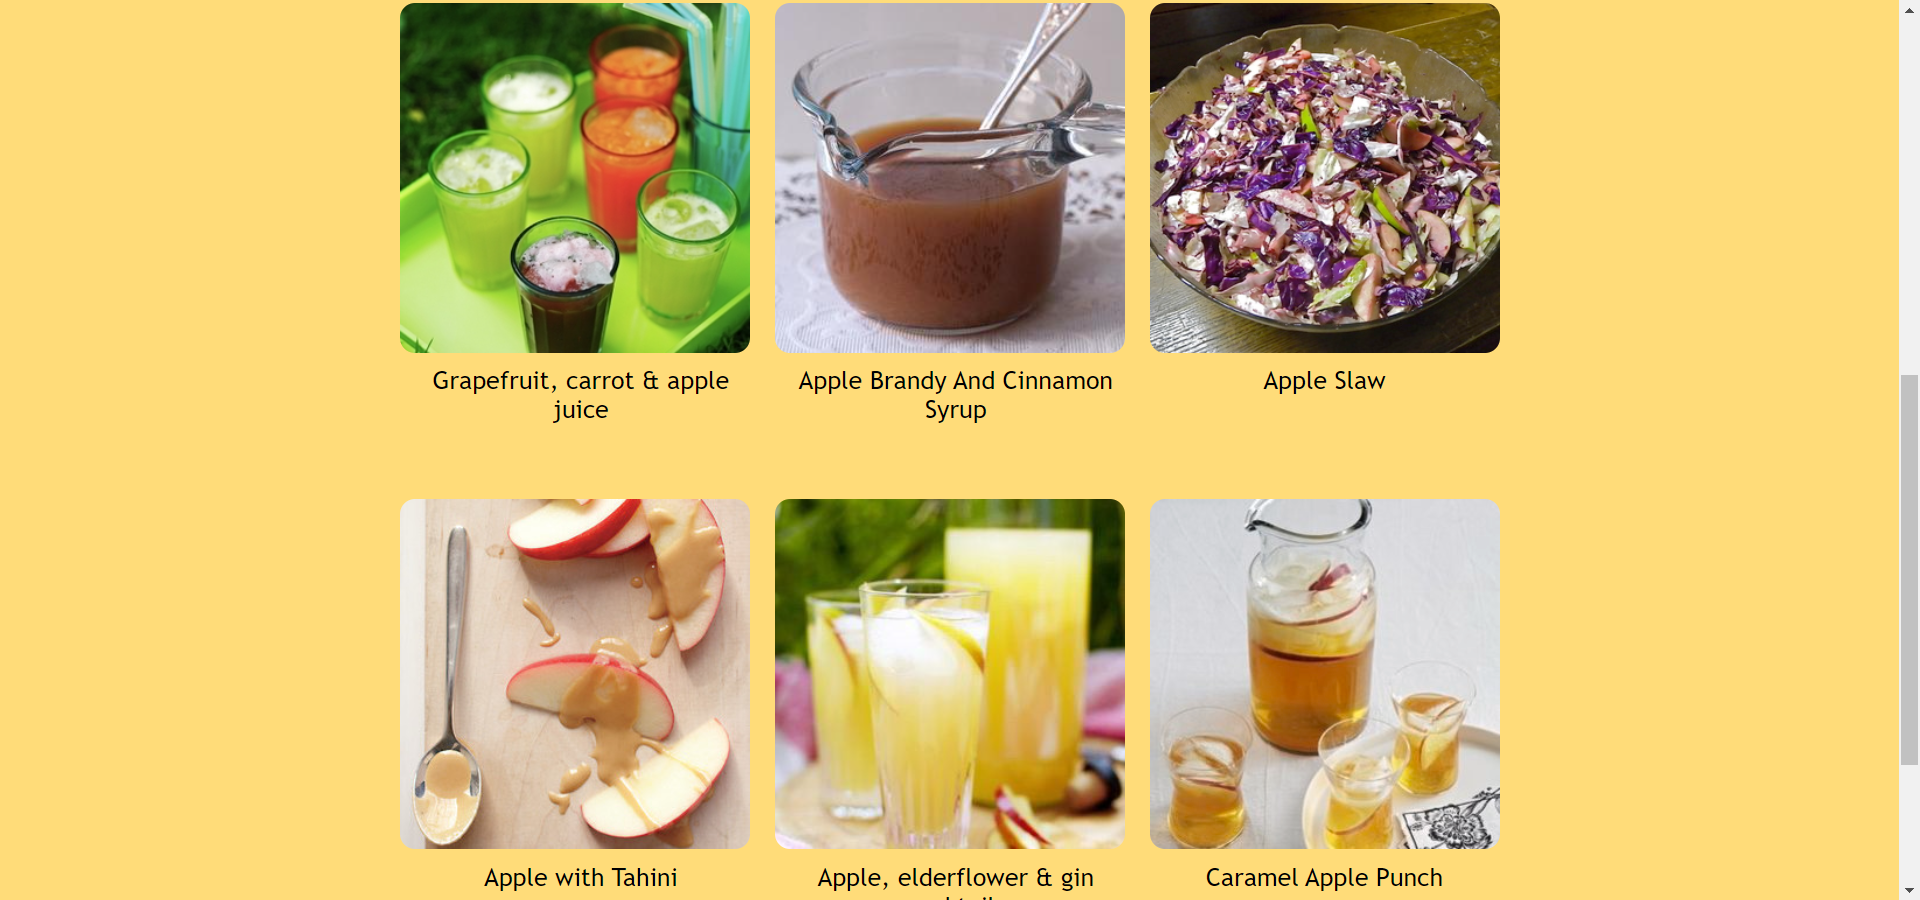 Grapefruit, carrot & apple
juice
Apple Brandy And Cinnamon
Syrup
Apple Slaw
Apple with Tahini
Apple, elderflower & gin
Caramel Apple Punch